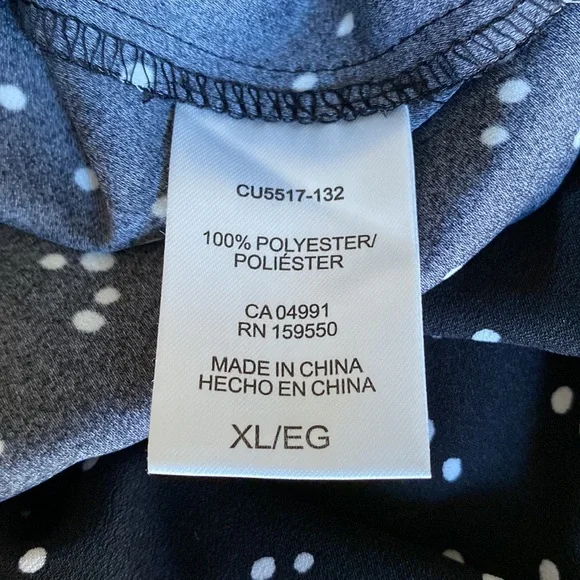 CU5517-132
100% POLYESTER/
POLIÉSTER
CA 04991
RN 159550
MADE IN CHINA
HECHO EN CHINA
XL/EG